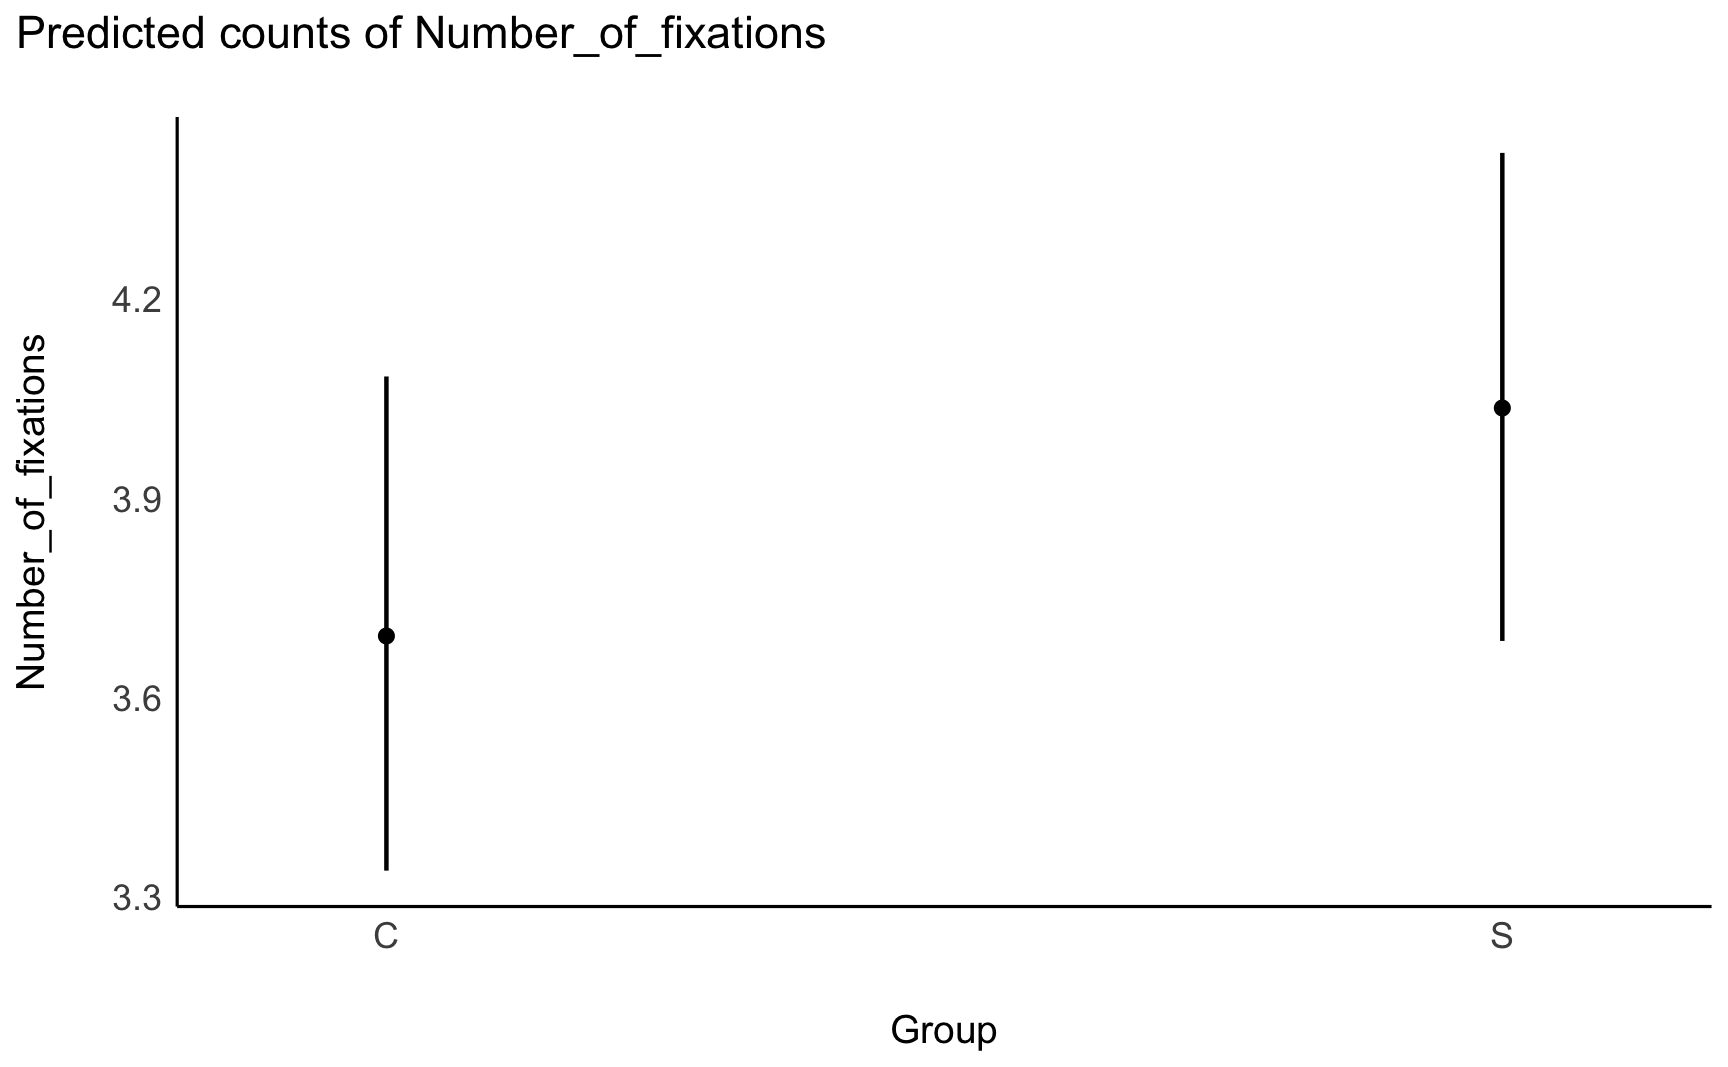 Predicted counts of Number_of_fixations
Number_of_fixations
4.2
3.9
3.6
3.3
C
S
Group